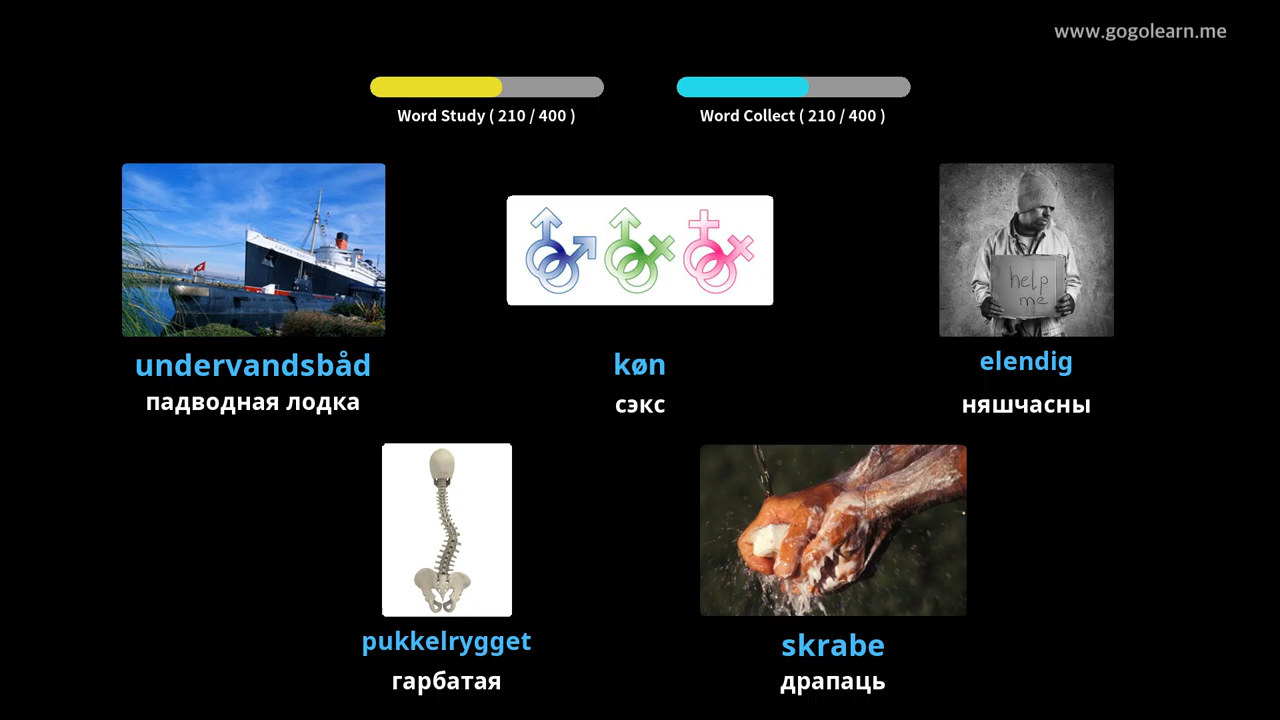 www.gogolearn.me
Word Study ( 210 / 400 )
Word Collect ( 210 / 400 )
help
me
undervandsbåd
падводная лодка
køn
сэкс
elendig
няшчасны
pukkelrygget
гарбатая
skrabe
драпаць